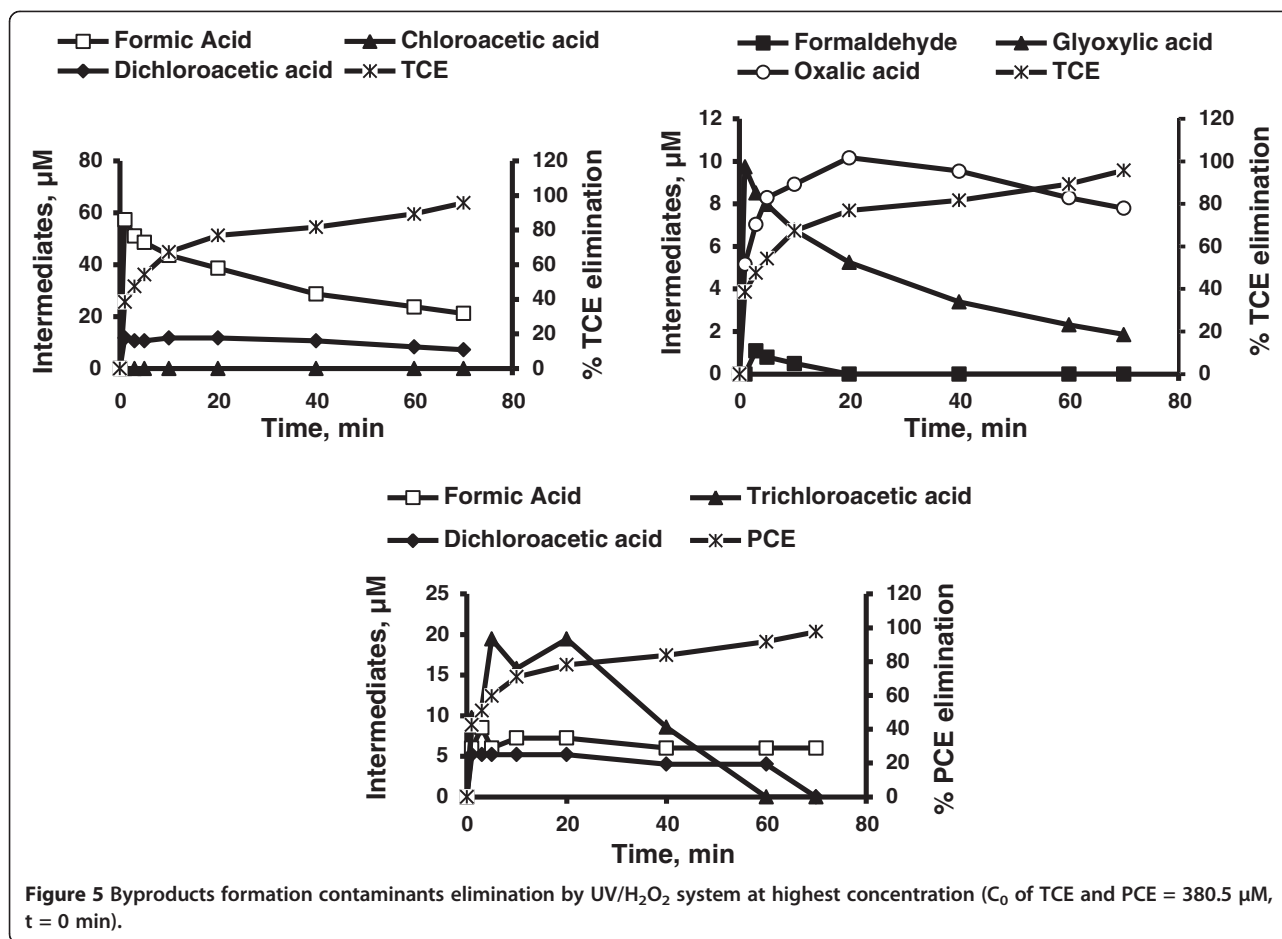 Formic Acid Chloroacetic acid
Dichloroacetic acid TCE
Intermediates, µM
80
60
40
20
0
120
100
80
60
40
20
0
% TCE elimination
0 20 40 60 80
Time, min
Formaldehyde Glyoxylic acid
Oxalic acid TCE
Intermediates, µM
12
10
8
6
4
2
0
120
100
80
60
40
20
0
% TCE elimination
0 20 40 60 80
Time, min
Formic Acid Trichloroacetic acid
Dichloroacetic acid PCE
Intermediates, µM
25
20
15
10
5
0
120
100
80
60
40
20
0
% PCE elimination
0 20 40 60 80
Time, min
Figure 5 Byproducts formation contaminants elimination by UV/H₂O₂ system at highest concentration (C₀ of TCE and PCE = 380.5 µM,
t = 0 min).